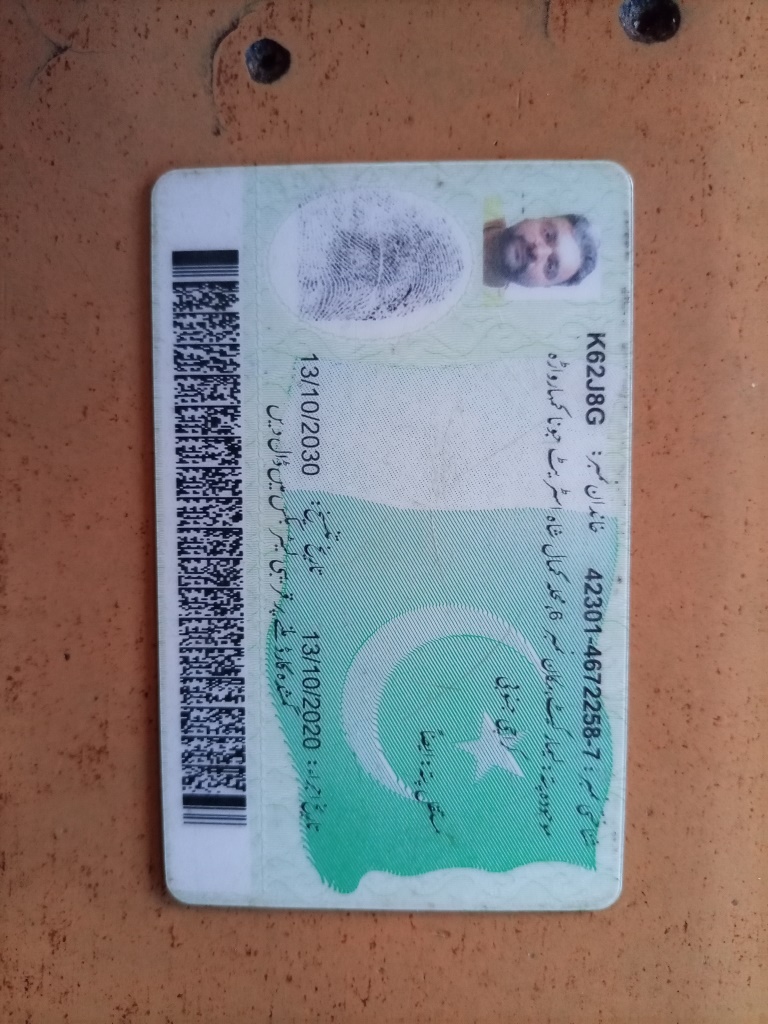 شناختی نمبر: 42301-4672258-7 خاندان نمبر: K62J8G
موجودہ پتہ: لیمارکیٹ، مکان نمبر 6، محلہ کمال شاہ اسٹریٹ جونا کمہارواڑہ
کراچی جنوبی
مستقل پتہ: ایضاً
تاریخ اجراء: 13/10/2020 تاریخ تنسیخ: 13/10/2030
گمشدہ کارڈ ملنے پر قریبی لیٹر بکس میں ڈال دیں